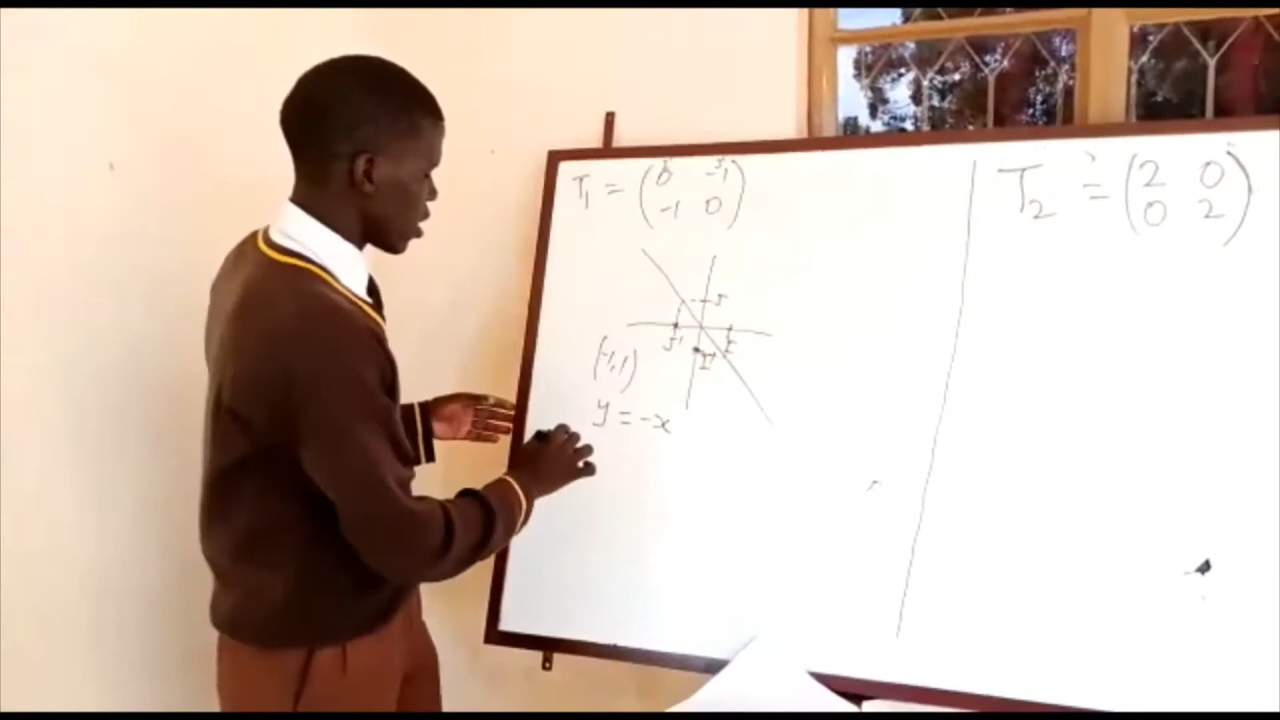 T₁ = (0 -1
-1 0)
J
J' I
I'
(-1,1)
y = -x
T₂ = (2 0
0 2)